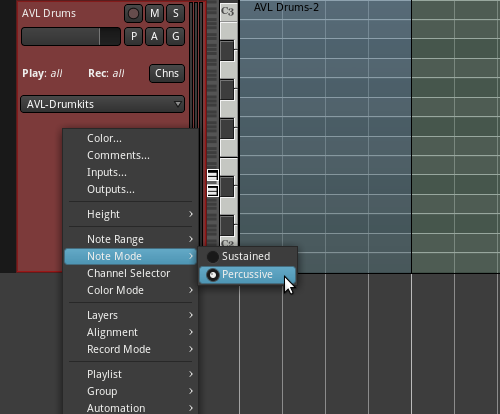 AVL Drums
M S
P A G
Play: all Rec: all Chns
AVL-Drumkits
C3
AVL Drums-2
Color...
Comments...
Inputs...
Outputs...
Height
Note Range
Note Mode
Sustained
Percussive
Channel Selector
Color Mode
Layers
Alignment
Record Mode
Playlist
Group
Automation